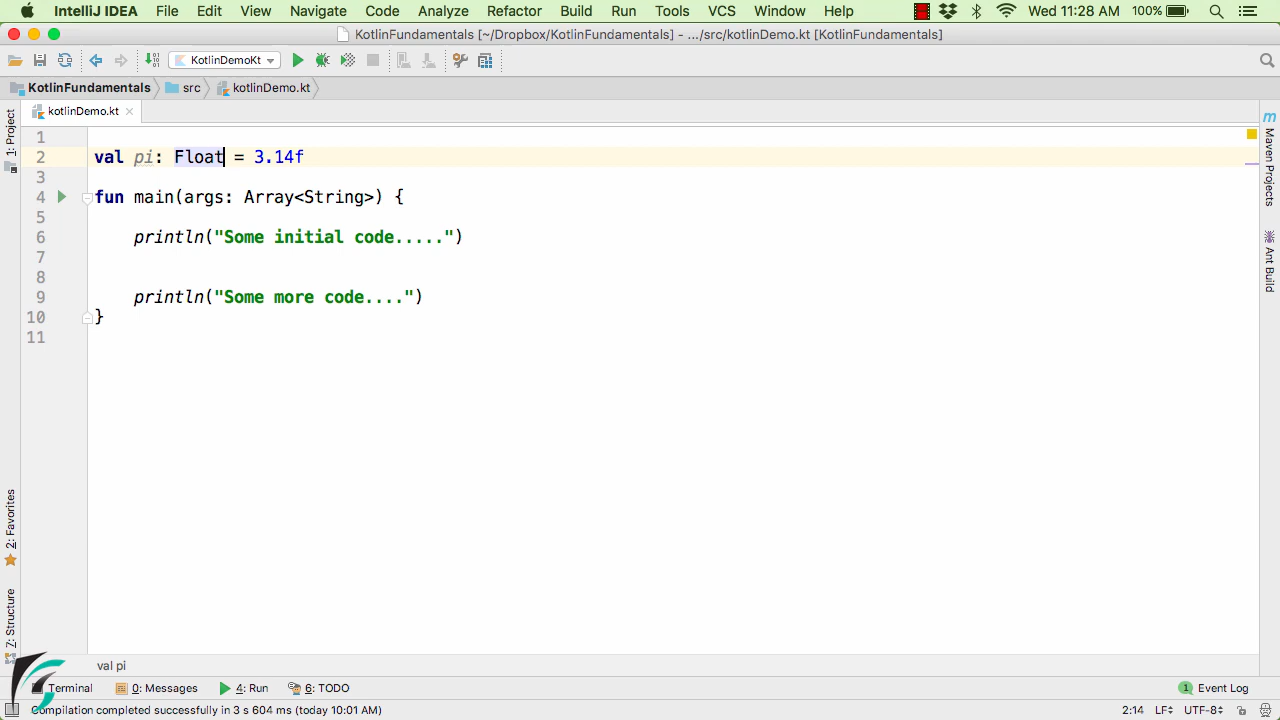 IntelliJ IDEA File Edit View Navigate Code Analyze Refactor Build Run Tools VCS Window Help Wed 11:28 AM 100%
KotlinFundamentals [~/Dropbox/KotlinFundamentals] - .../src/kotlinDemo.kt [KotlinFundamentals]
KotlinDemoKt
KotlinFundamentals src kotlinDemo.kt
kotlinDemo.kt
1: Project
2: Favorites
7: Structure
Maven Projects
Ant Build
1
2 val pi: Float = 3.14f
3
4 fun main(args: Array<String>) {
5
6 println("Some initial code.....")
7
8
9 println("Some more code....")
10 }
11
val pi
Terminal 0: Messages 4: Run 6: TODO 1 Event Log
Compilation completed successfully in 3 s 604 ms (today 10:01 AM) 2:14 LF UTF-8